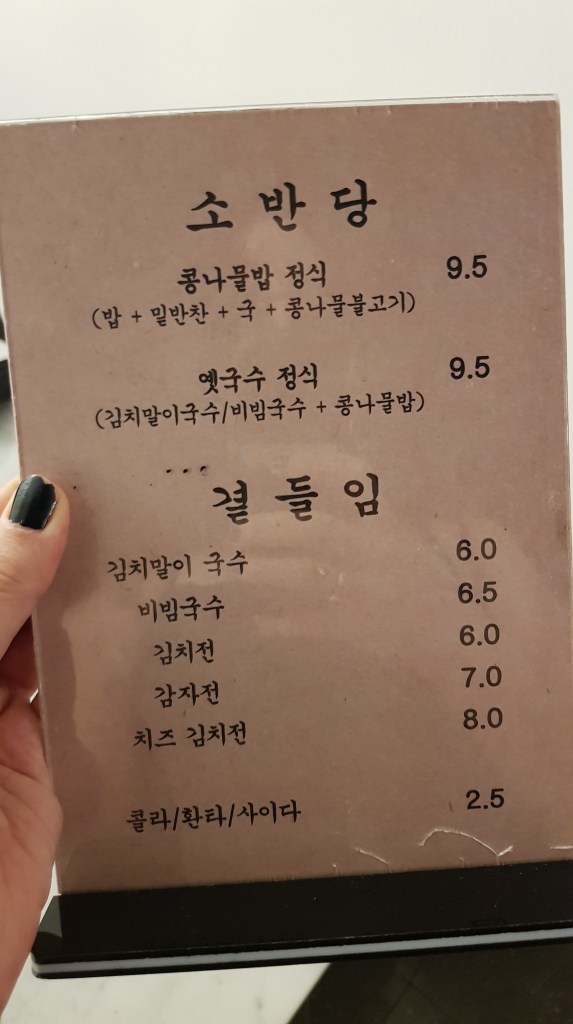 소반당
콩나물밥 정식 9.5
(밥 + 밑반찬 + 국 + 콩나물불고기)
옛국수 정식 9.5
(김치말이국수/비빔국수 + 콩나물밥)
곁들임
김치말이 국수 6.0
비빔국수 6.5
김치전 6.0
감자전 7.0
치즈 김치전 8.0
콜라/환타/사이다 2.5